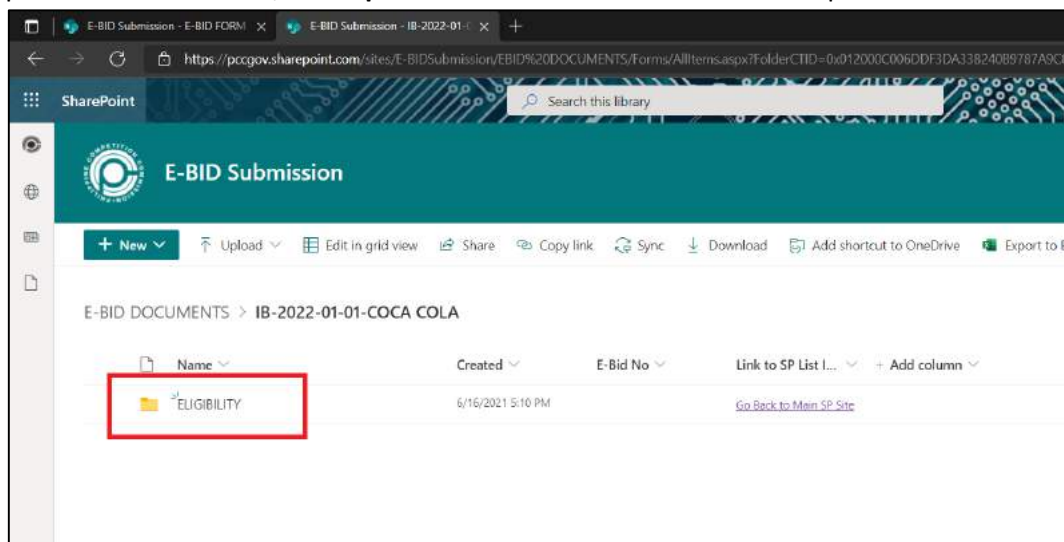 E-BID Submission - E-BID FORM
E-BID Submission - IB-2022-01-
https://pccgov.sharepoint.com/sites/E-BIDSubmission/EBID%20DOCUMENTS/Forms/AllItems.aspx?FolderCTID=0x012000C006DDF3DA338240B9787A9C
SharePoint
Search this library
E-BID Submission
+ New
Upload
Edit in grid view
Share
Copy link
Sync
Download
Add shortcut to OneDrive
Export to
E-BID DOCUMENTS > IB-2022-01-01-COCA COLA
Name
Created
E-Bid No
Link to SP List I...
+ Add column
ELIGIBILITY
6/16/2021 5:10 PM
Go Back to Main SP Site